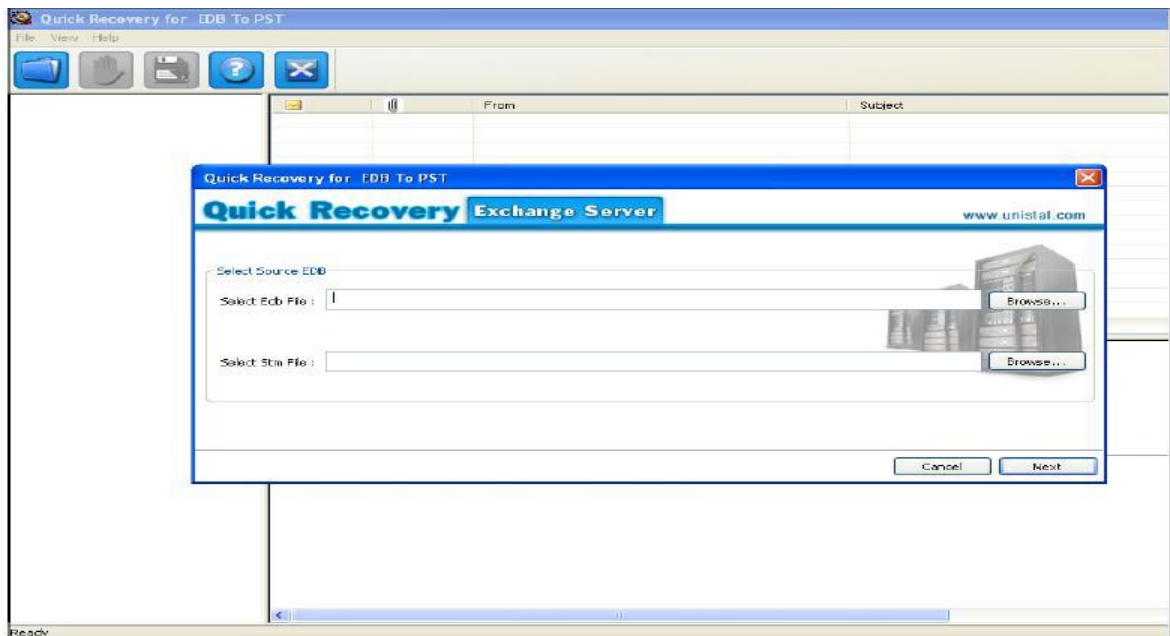 Quick Recovery for EDB To PST
File View Help
From Subject
Quick Recovery for EDB To PST
Quick Recovery Exchange Server www.unistal.com
Select Source EDB
Select Edb File : Browse...
Select Stm File : Browse...
Cancel Next
Ready